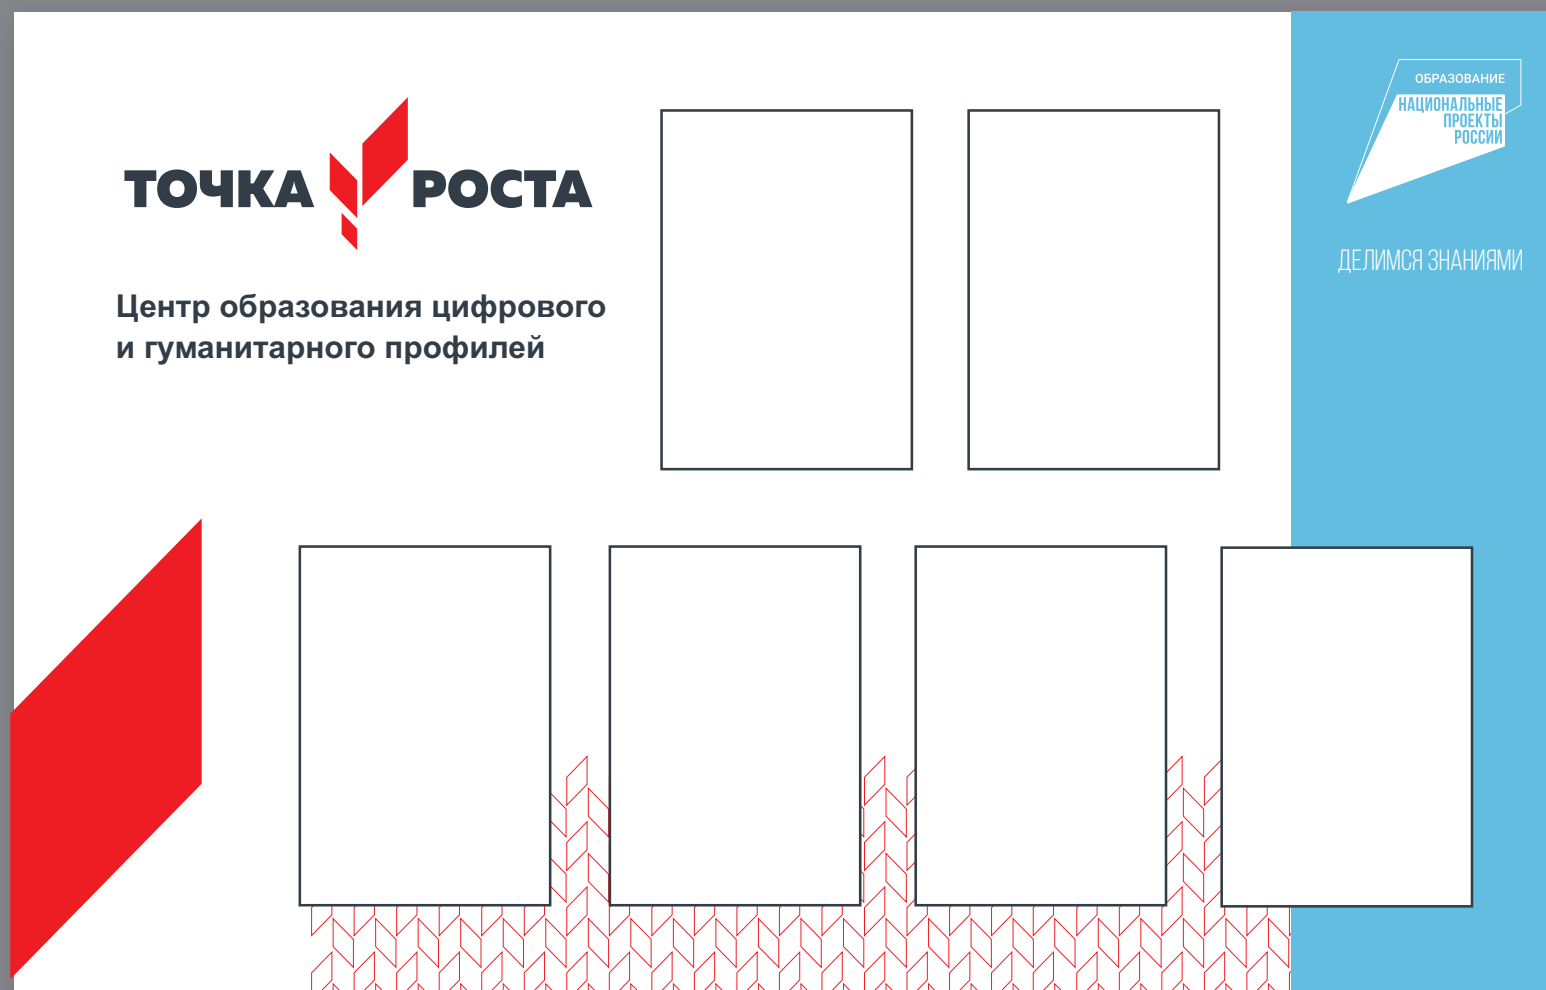 ТОЧКА РОСТА
Центр образования цифрового
и гуманитарного профилей
ОБРАЗОВАНИЕ
НАЦИОНАЛЬНЫЕ
ПРОЕКТЫ
РОССИИ
ДЕЛИМСЯ ЗНАНИЯМИ